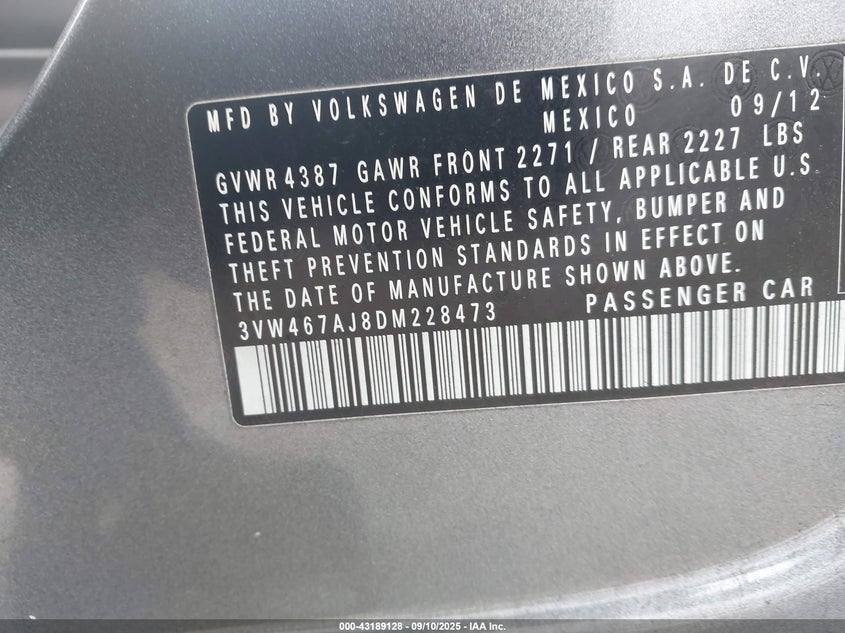 MFD BY VOLKSWAGEN DE MEXICO S.A. DE C.V.
MEXICO 09/12
GVWR 4387 GAWR FRONT 2271 / REAR 2227 LBS
THIS VEHICLE CONFORMS TO ALL APPLICABLE U.S.
FEDERAL MOTOR VEHICLE SAFETY, BUMPER AND
THEFT PREVENTION STANDARDS IN EFFECT ON
THE DATE OF MANUFACTURE SHOWN ABOVE.
3VW467AJ8DM228473 PASSENGER CAR
000-43189128 - 09/10/2025 - IAA Inc.